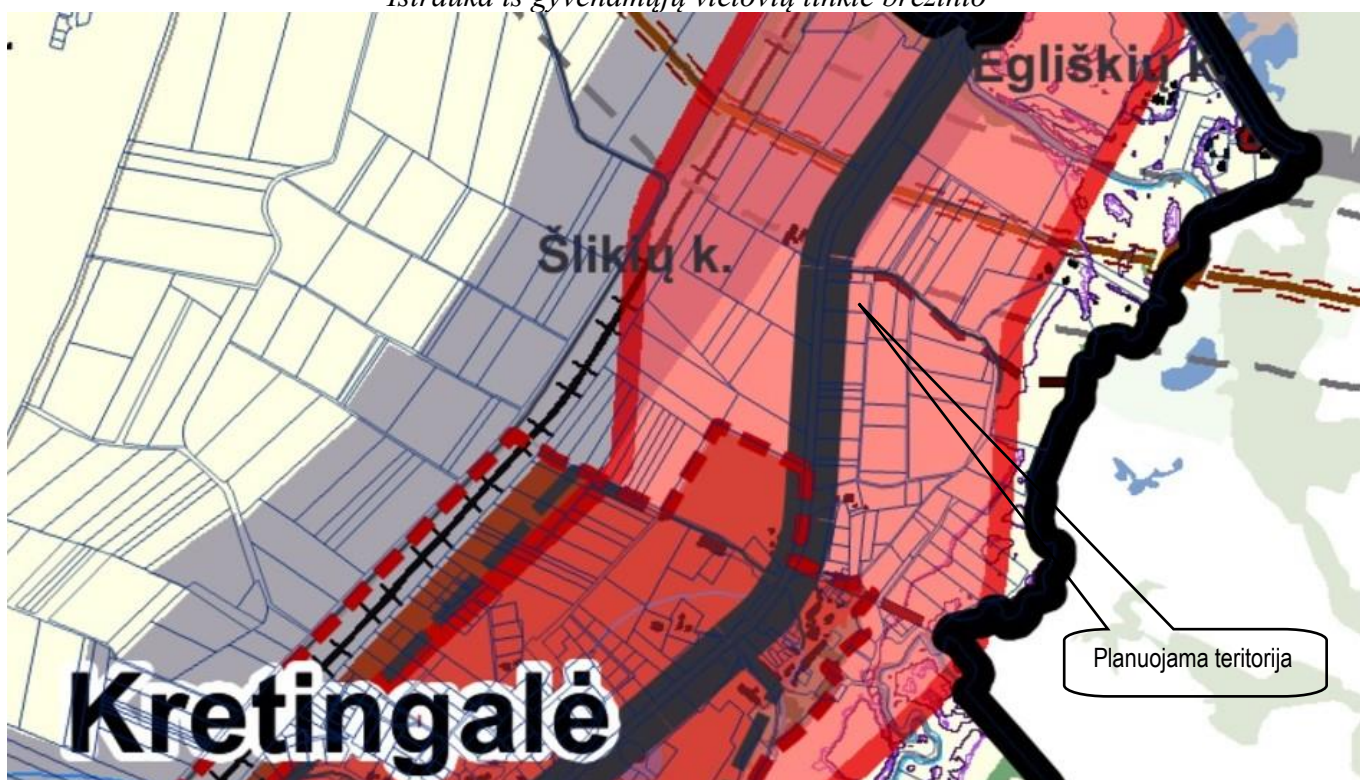 Ištrauka iš gyvenamųjų vietovių tinklo brėžinio
Egliškių k.
Šlikių k.
Planuojama teritorija
Kretingalė